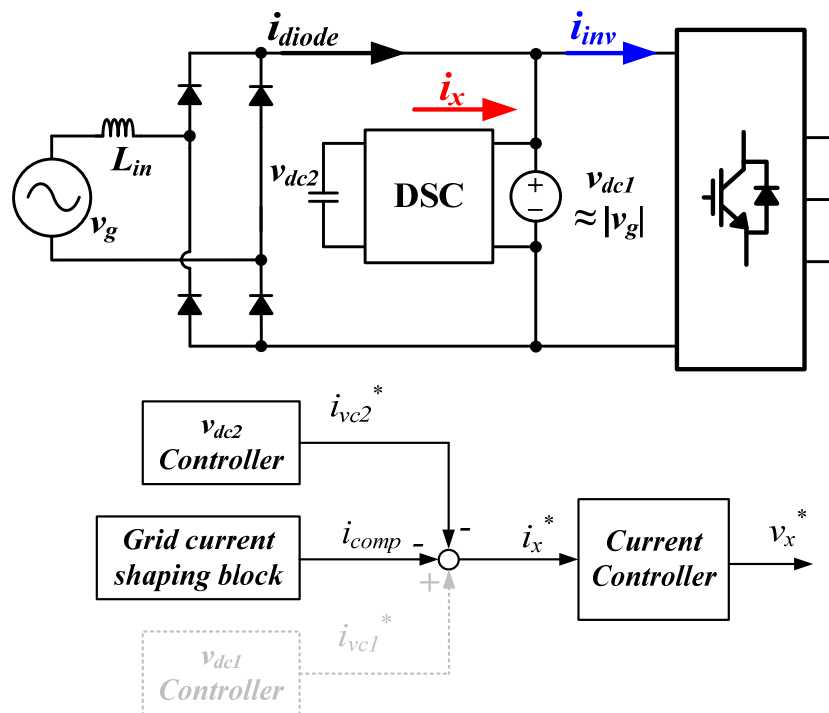 i_diode
i_inv
i_x
L_in
v_g
v_dc2
DSC
+
−
v_dc1
≈ |v_g|
i_vc2*
v_dc2
Controller
-
Grid current
shaping block
i_comp
-
i_x*
Current
Controller
v_x*
+
i_vc1*
v_dc1
Controller